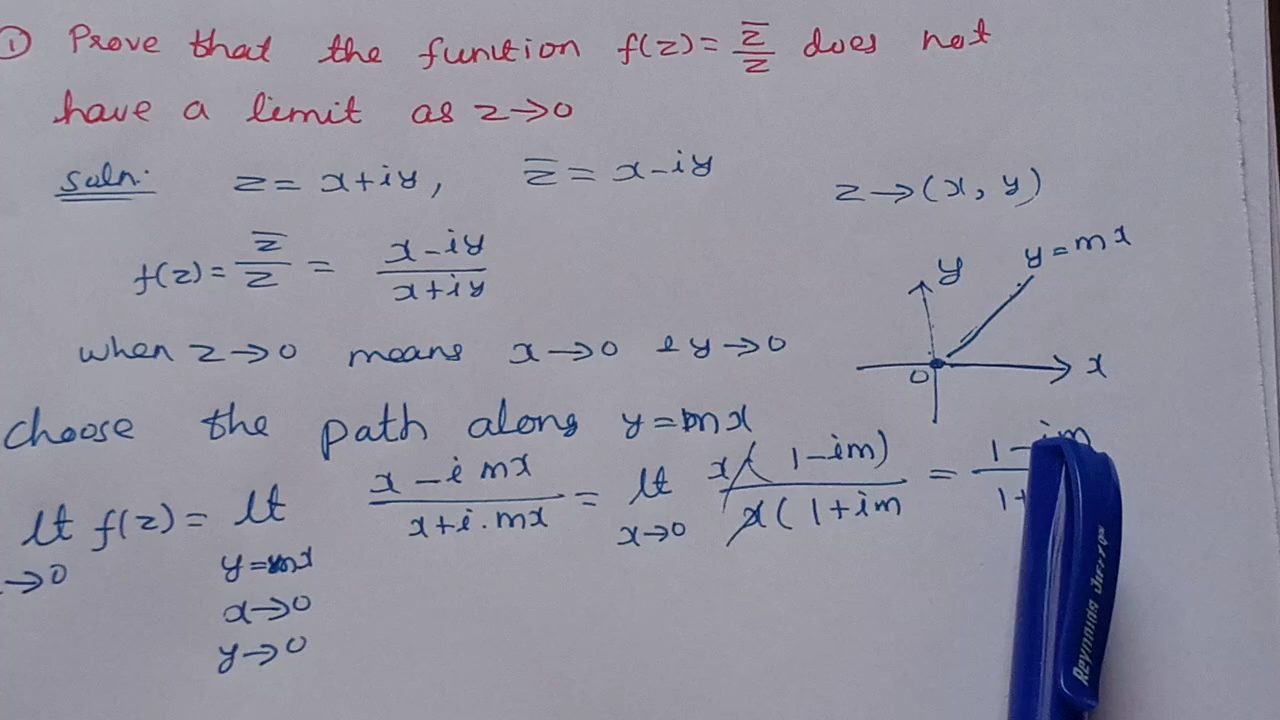 ① Prove that the function f(z) = z̅/z does not
have a limit as z→0
Soln: z = x+iy, z̅ = x-iy
z→(x, y)
f(z) = z̅/z = (x-iy)/(x+iy)
y = mx
y
x
0
when z→0 means x→0 & y→0
choose the path along y = mx
lt f(z) = lt (x - i mx)/(x + i.mx) = lt x(1-im)/x(1+im = (1-im)/(1+
→0 y = mx x→0
x→0
y→0
Reynolds